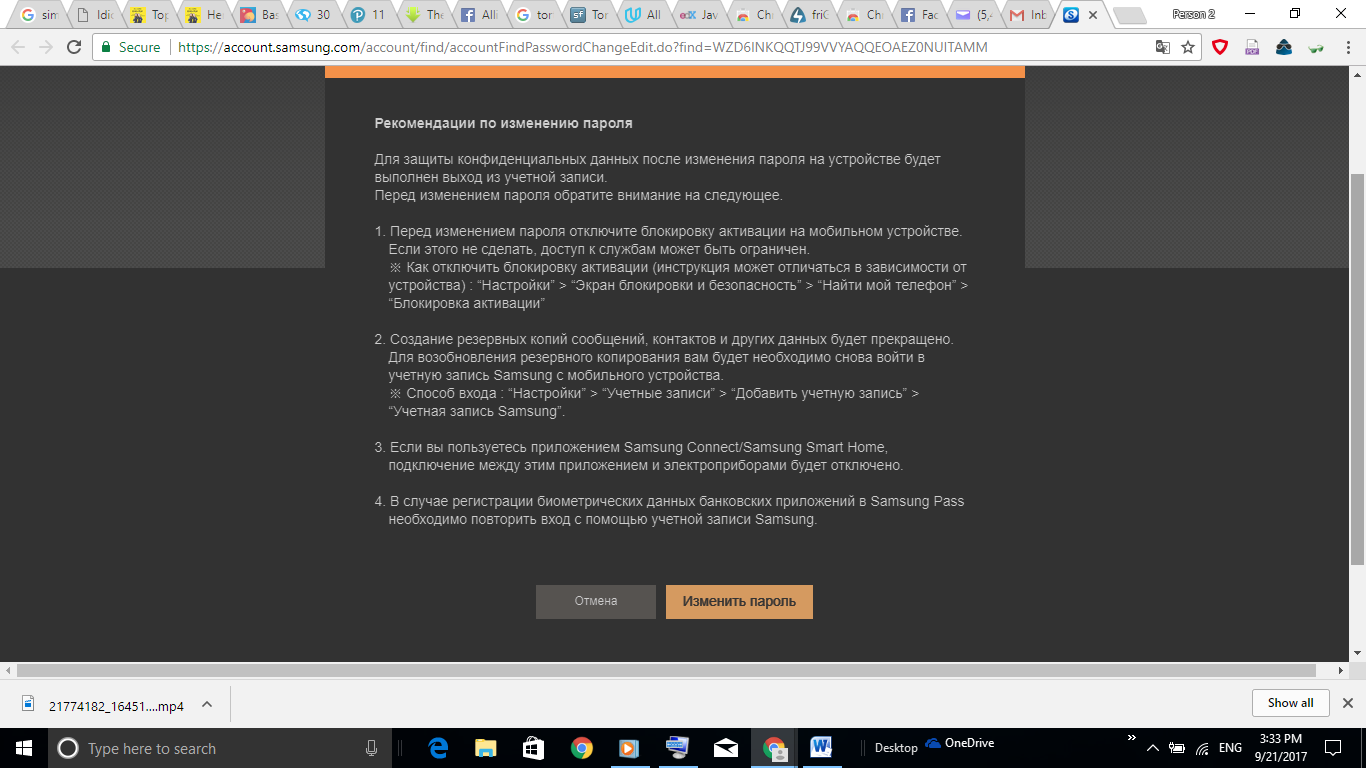 sim
Idio
Top
He
Bas
30
11
The
Alli
tor
Tor
All
Jav
Ch
friG
Ch
Fac
(5,
Inb
Person 2
Secure
https://account.samsung.com/account/find/accountFindPasswordChangeEdit.do?find=WZD6INKQQTJ99VVYAQQEOAEZ0NUITAMM
Рекомендации по изменению пароля
Для защиты конфиденциальных данных после изменения пароля на устройстве будет
выполнен выход из учетной записи.
Перед изменением пароля обратите внимание на следующее.
1. Перед изменением пароля отключите блокировку активации на мобильном устройстве.
Если этого не сделать, доступ к службам может быть ограничен.
※ Как отключить блокировку активации (инструкция может отличаться в зависимости от
устройства) : “Настройки” > “Экран блокировки и безопасность” > “Найти мой телефон” >
“Блокировка активации”
2. Создание резервных копий сообщений, контактов и других данных будет прекращено.
Для возобновления резервного копирования вам будет необходимо снова войти в
учетную запись Samsung с мобильного устройства.
※ Способ входа : “Настройки” > “Учетные записи” > “Добавить учетную запись” >
“Учетная запись Samsung”.
3. Если вы пользуетесь приложением Samsung Connect/Samsung Smart Home,
подключение между этим приложением и электроприборами будет отключено.
4. В случае регистрации биометрических данных банковских приложений в Samsung Pass
необходимо повторить вход с помощью учетной записи Samsung.
Отмена
Изменить пароль
21774182_16451....mp4
Show all
Type here to search
Desktop
OneDrive
ENG
3:33 PM
9/21/2017